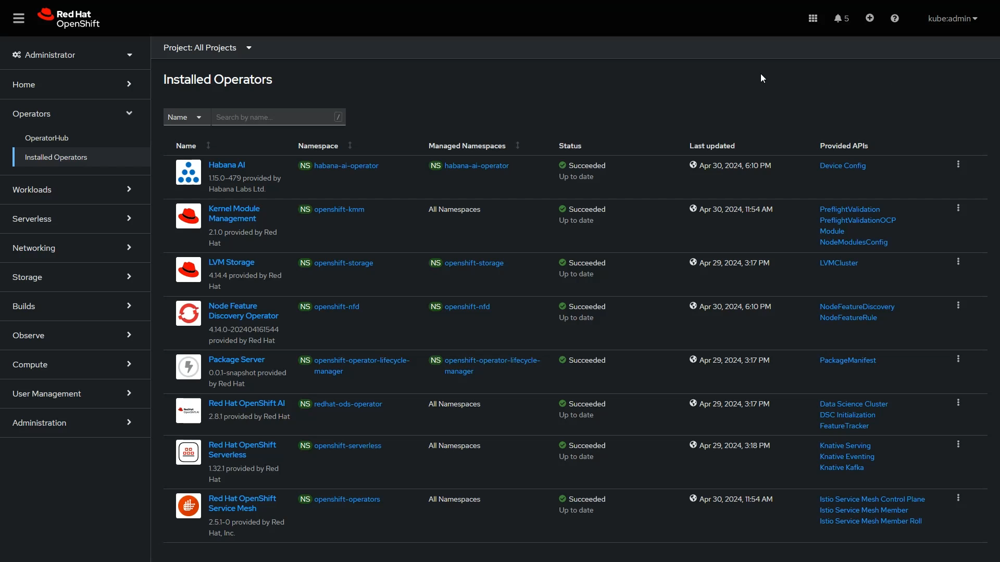 Red Hat
OpenShift
5
kube:admin
Administrator
Home
Operators
OperatorHub
Installed Operators
Workloads
Serverless
Networking
Storage
Builds
Observe
Compute
User Management
Administration
Project: All Projects
Installed Operators
Name
Search by name...
/
Name Namespace Managed Namespaces Status Last updated Provided APIs
Habana AI
1.15.0-479 provided by
Habana Labs Ltd.
NS habana-ai-operator
NS habana-ai-operator
Succeeded
Up to date
Apr 30, 2024, 6:10 PM
Device Config
Kernel Module
Management
2.1.0 provided by Red
Hat
NS openshift-kmm
All Namespaces
Succeeded
Up to date
Apr 30, 2024, 11:54 AM
PreflightValidation
PreflightValidationOCP
Module
NodeModulesConfig
LVM Storage
4.14.4 provided by Red
Hat
NS openshift-storage
NS openshift-storage
Succeeded
Up to date
Apr 29, 2024, 3:17 PM
LVMCluster
Node Feature
Discovery Operator
4.14.0-202404161544
provided by Red Hat
NS openshift-nfd
NS openshift-nfd
Succeeded
Up to date
Apr 30, 2024, 6:10 PM
NodeFeatureDiscovery
NodeFeatureRule
Package Server
0.0.1-snapshot provided
by Red Hat
NS openshift-operator-lifecycle-
manager
NS openshift-operator-lifecycle-
manager
Succeeded
Apr 29, 2024, 3:17 PM
PackageManifest
Red Hat
OpenShift AI
Red Hat OpenShift AI
2.8.1 provided by Red Hat
NS redhat-ods-operator
All Namespaces
Succeeded
Up to date
Apr 29, 2024, 3:17 PM
Data Science Cluster
DSC Initialization
FeatureTracker
Red Hat OpenShift
Serverless
1.32.1 provided by Red
Hat
NS openshift-serverless
All Namespaces
Succeeded
Up to date
Apr 29, 2024, 3:18 PM
Knative Serving
Knative Eventing
Knative Kafka
Red Hat OpenShift
Service Mesh
2.5.1-0 provided by Red
Hat, Inc.
NS openshift-operators
All Namespaces
Succeeded
Up to date
Apr 30, 2024, 11:54 AM
Istio Service Mesh Control Plane
Istio Service Mesh Member
Istio Service Mesh Member Roll